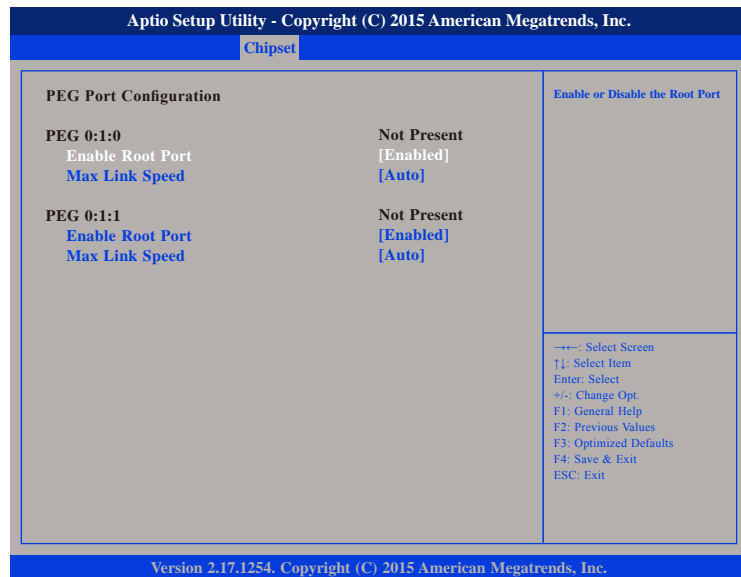 Aptio Setup Utility - Copyright (C) 2015 American Megatrends, Inc.
Chipset
PEG Port Configuration
PEG 0:1:0 Not Present
Enable Root Port [Enabled]
Max Link Speed [Auto]
PEG 0:1:1 Not Present
Enable Root Port [Enabled]
Max Link Speed [Auto]
Enable or Disable the Root Port
→←: Select Screen
↑↓: Select Item
Enter: Select
+/-: Change Opt.
F1: General Help
F2: Previous Values
F3: Optimized Defaults
F4: Save & Exit
ESC: Exit
Version 2.17.1254. Copyright (C) 2015 American Megatrends, Inc.